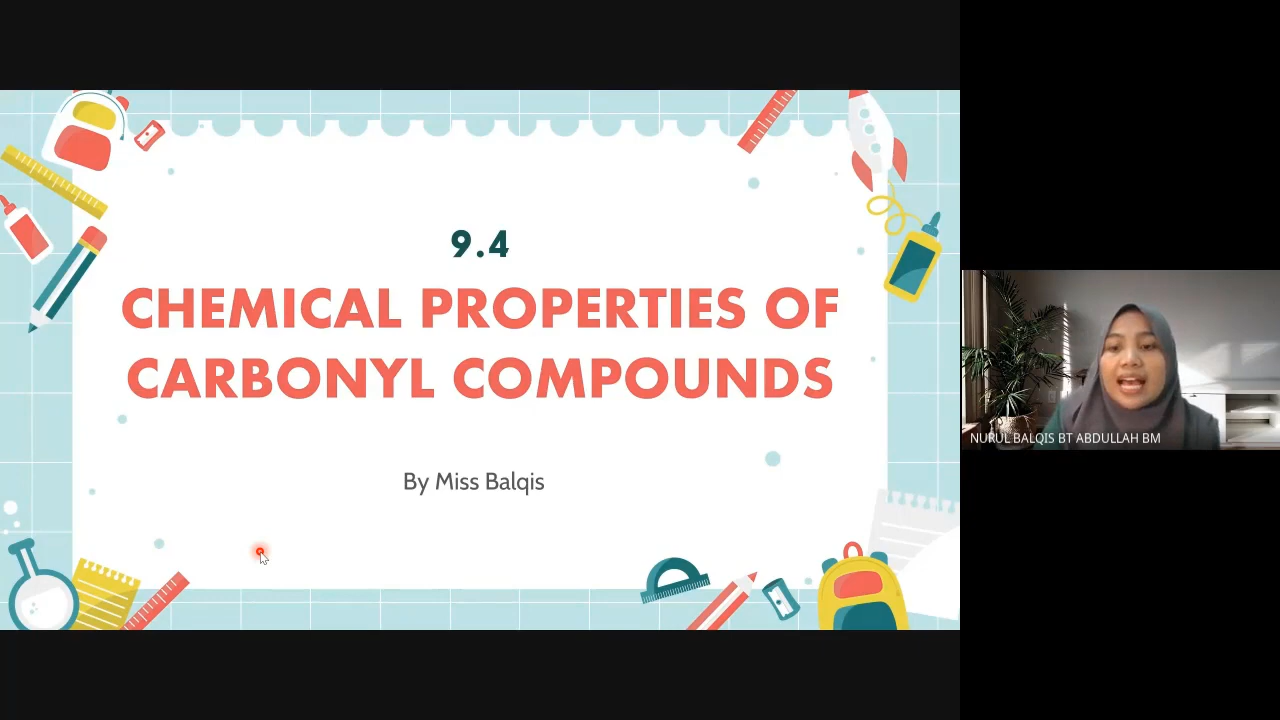 9.4
CHEMICAL PROPERTIES OF
CARBONYL COMPOUNDS
By Miss Balqis
NURUL BALQIS BT ABDULLAH BM